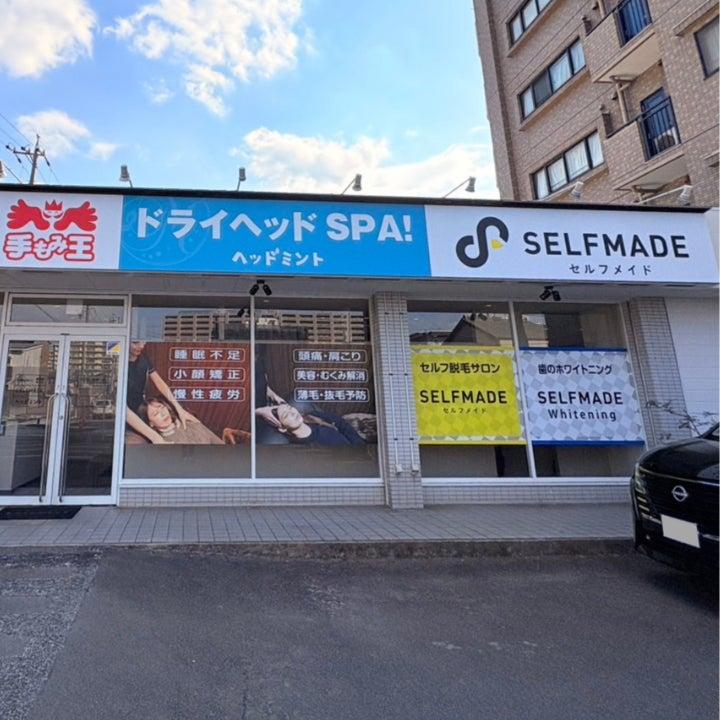 手もみ王
ドライヘッド SPA!
ヘッドミント
SELFMADE
セルフメイド
睡眠不足
小顔矯正
慢性疲労
頭痛・肩こり
美容・むくみ解消
薄毛・抜毛予防
セルフ脱毛サロン
SELFMADE
セルフメイド
歯のホワイトニング
SELFMADE
Whitening